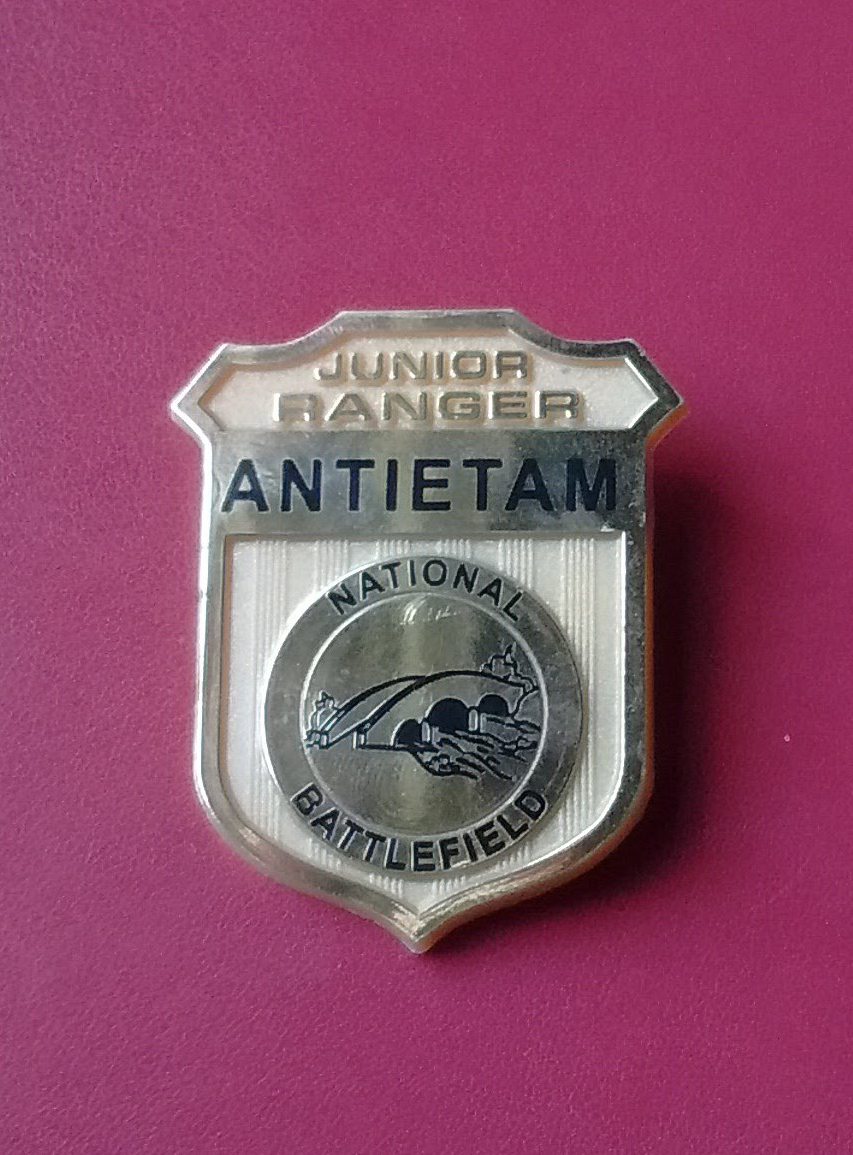 JUNIOR
RANGER
ANTIETAM
NATIONAL
BATTLEFIELD